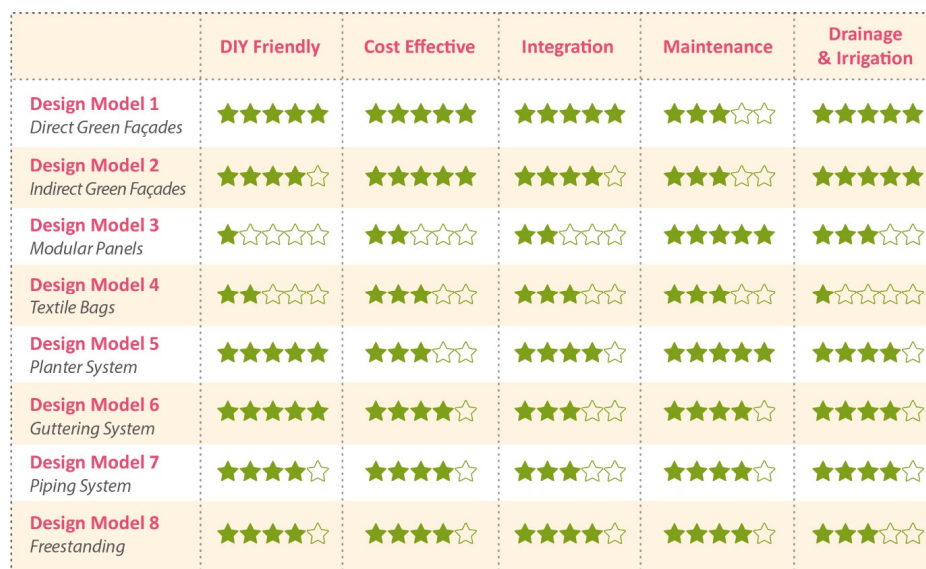 DIY Friendly
Cost Effective
Integration
Maintenance
Drainage
& Irrigation
Design Model 1
Direct Green Façades
Design Model 2
Indirect Green Façades
Design Model 3
Modular Panels
Design Model 4
Textile Bags
Design Model 5
Planter System
Design Model 6
Guttering System
Design Model 7
Piping System
Design Model 8
Freestanding